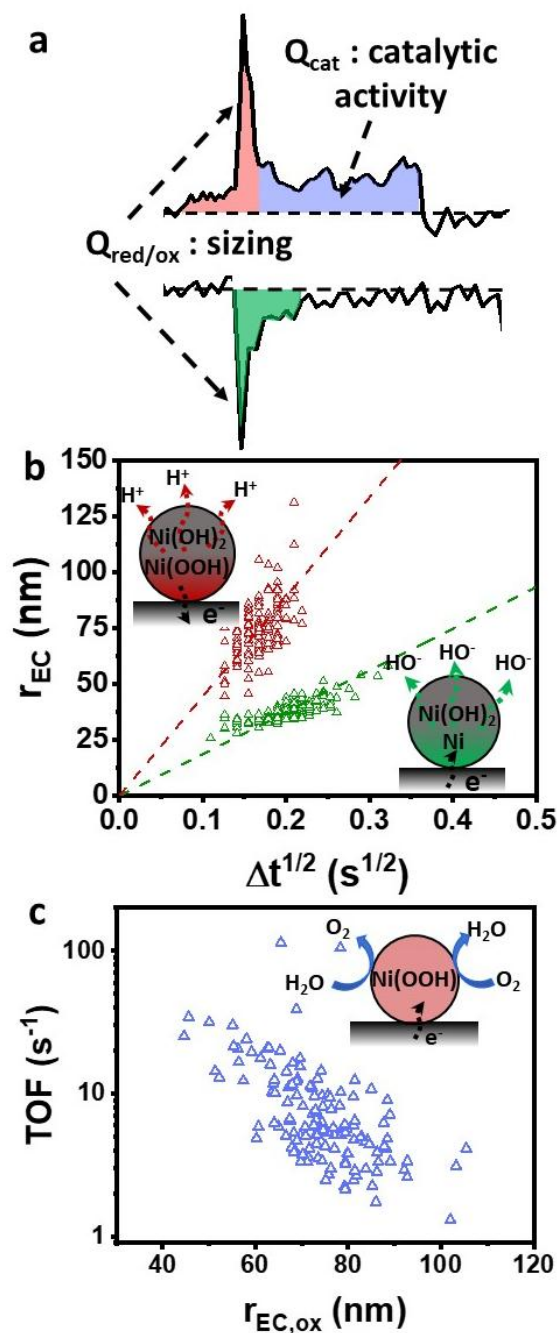 a
Q_cat : catalytic
activity
Q_red/ox : sizing
b
150
125
100
75
50
25
0
r_EC (nm)
H⁺
H⁺
H⁺
Ni(OH)₂
Ni(OOH)
e⁻
HO⁻
HO⁻
HO⁻
Ni(OH)₂
Ni
e⁻
0.0 0.1 0.2 0.3 0.4 0.5
Δt^1/2 (s^1/2)
c
100
10
1
TOF (s⁻¹)
O₂
H₂O
H₂O
Ni(OOH)
O₂
e⁻
40 60 80 100 120
r_EC,ox (nm)